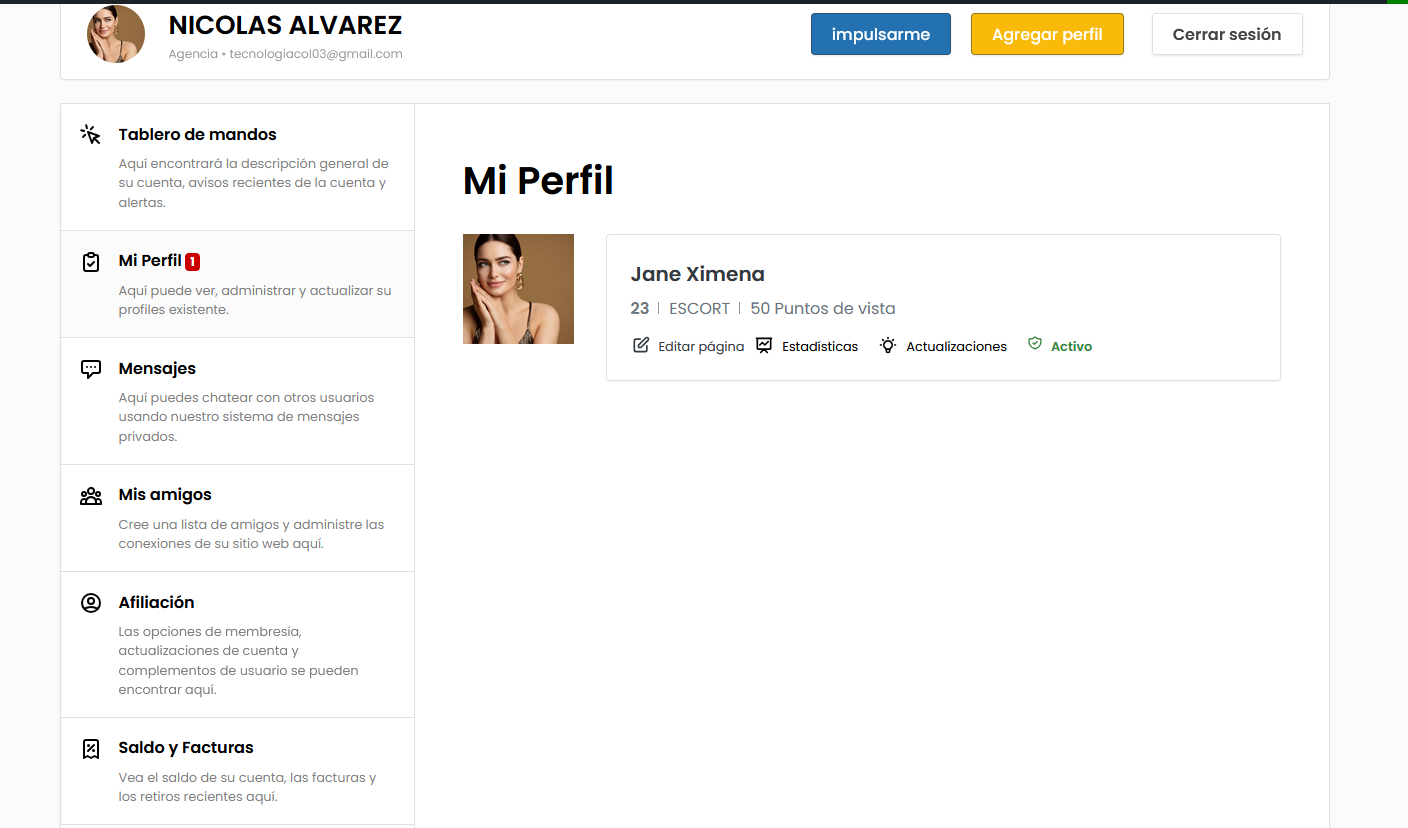 NICOLAS ALVAREZ
Agencia • tecnologiacol03@gmail.com
impulsarme
Agregar perfil
Cerrar sesión
Tablero de mandos
Aquí encontrará la descripción general de
su cuenta, avisos recientes de la cuenta y
alertas.
Mi Perfil 1
Aquí puede ver, administrar y actualizar su
profiles existente.
Mensajes
Aquí puedes chatear con otros usuarios
usando nuestro sistema de mensajes
privados.
Mis amigos
Cree una lista de amigos y administre las
conexiones de su sitio web aquí.
Afiliación
Las opciones de membresía,
actualizaciones de cuenta y
complementos de usuario se pueden
encontrar aquí.
Saldo y Facturas
Vea el saldo de su cuenta, las facturas y
los retiros recientes aquí.
Mi Perfil
Jane Ximena
23 | ESCORT | 50 Puntos de vista
Editar página Estadísticas Actualizaciones Activo